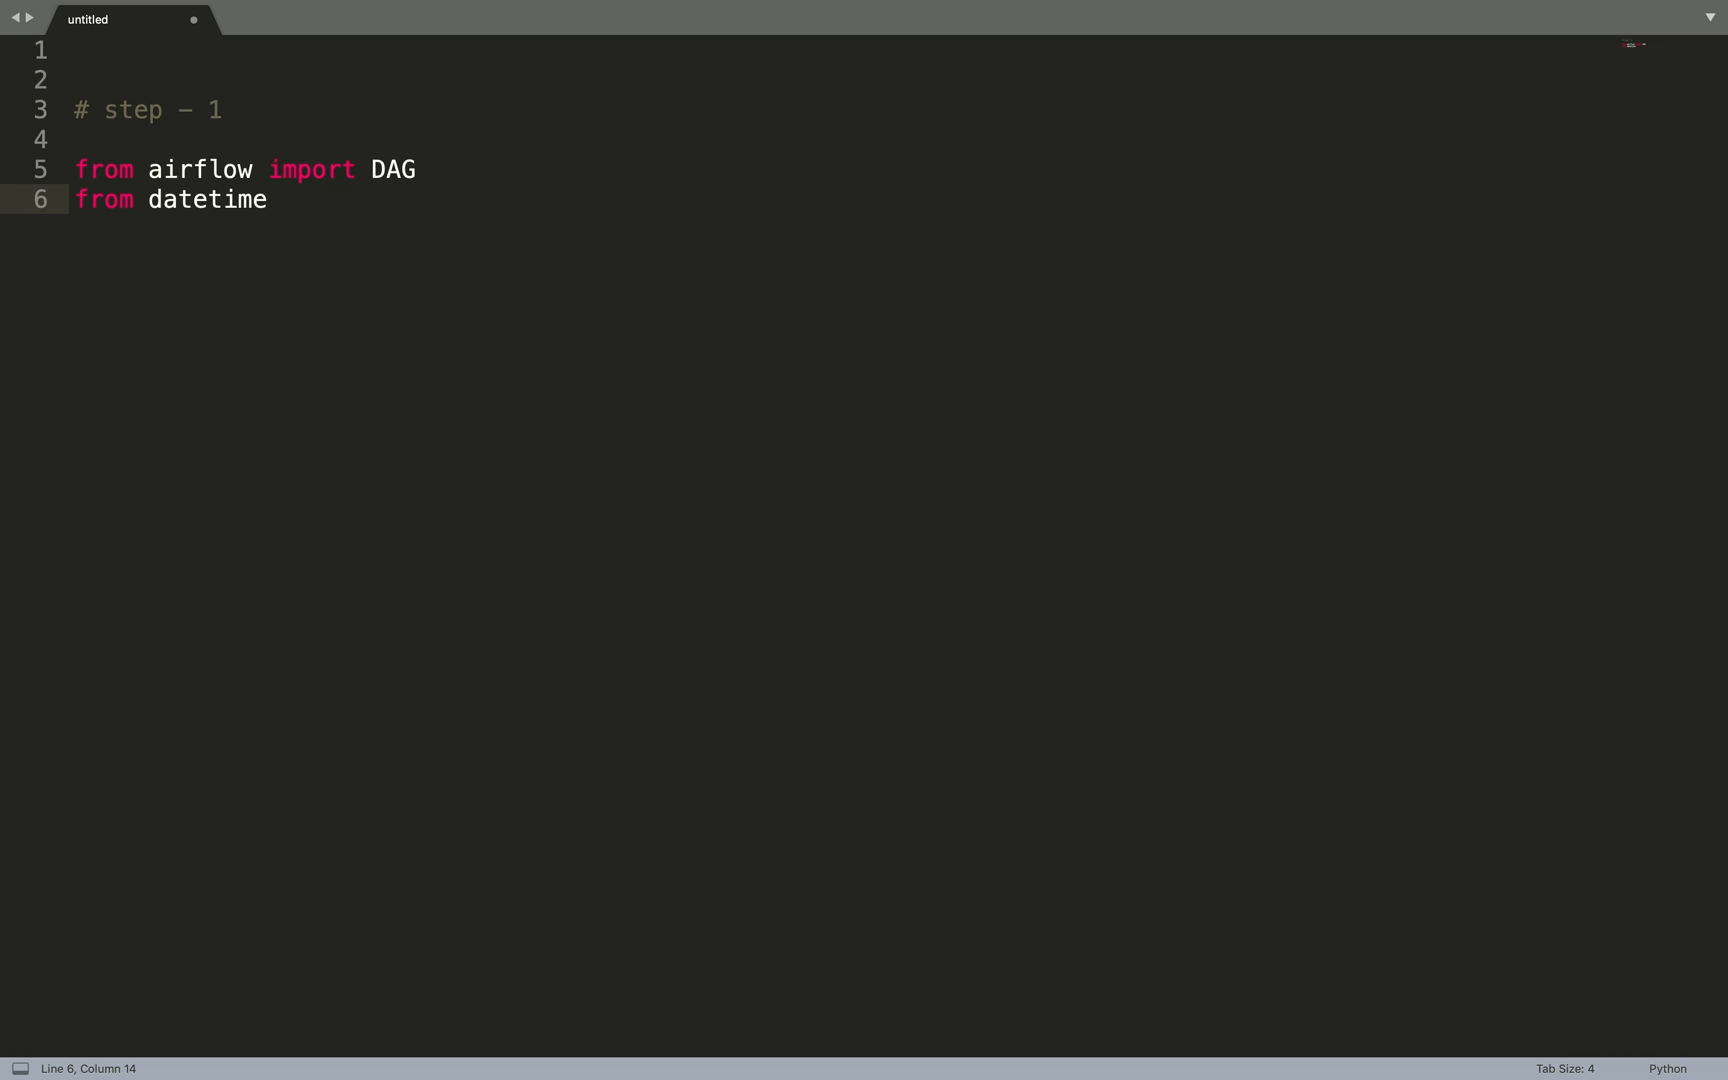 untitled
1
2
3 # step - 1
4
5 from airflow import DAG
6 from datetime
Line 6, Column 14
Tab Size: 4
Python